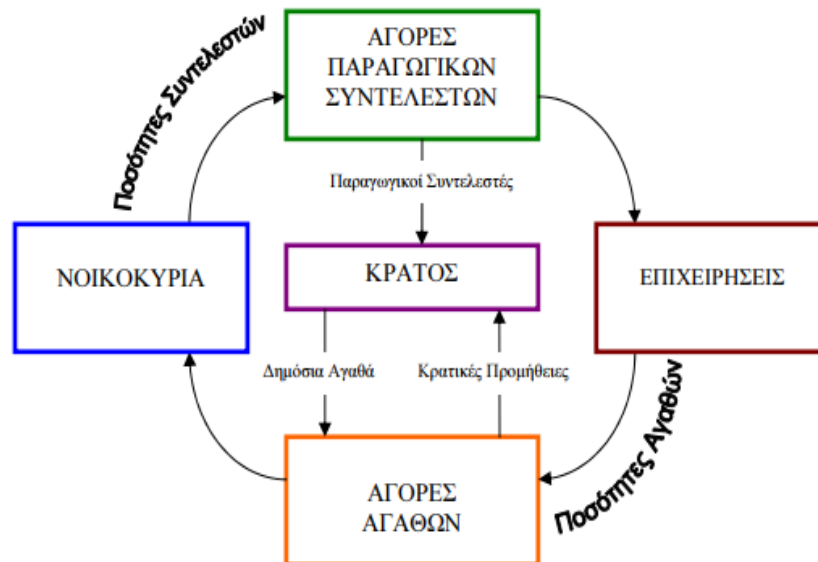 Ποσότητες Συντελεστών
ΑΓΟΡΕΣ
ΠΑΡΑΓΩΓΙΚΩΝ
ΣΥΝΤΕΛΕΣΤΩΝ
Παραγωγικοί Συντελεστές
ΝΟΙΚΟΚΥΡΙΑ
ΚΡΑΤΟΣ
ΕΠΙΧΕΙΡΗΣΕΙΣ
Δημόσια Αγαθά
Κρατικές Προμήθειες
ΑΓΟΡΕΣ
ΑΓΑΘΩΝ
Ποσότητες Αγαθών